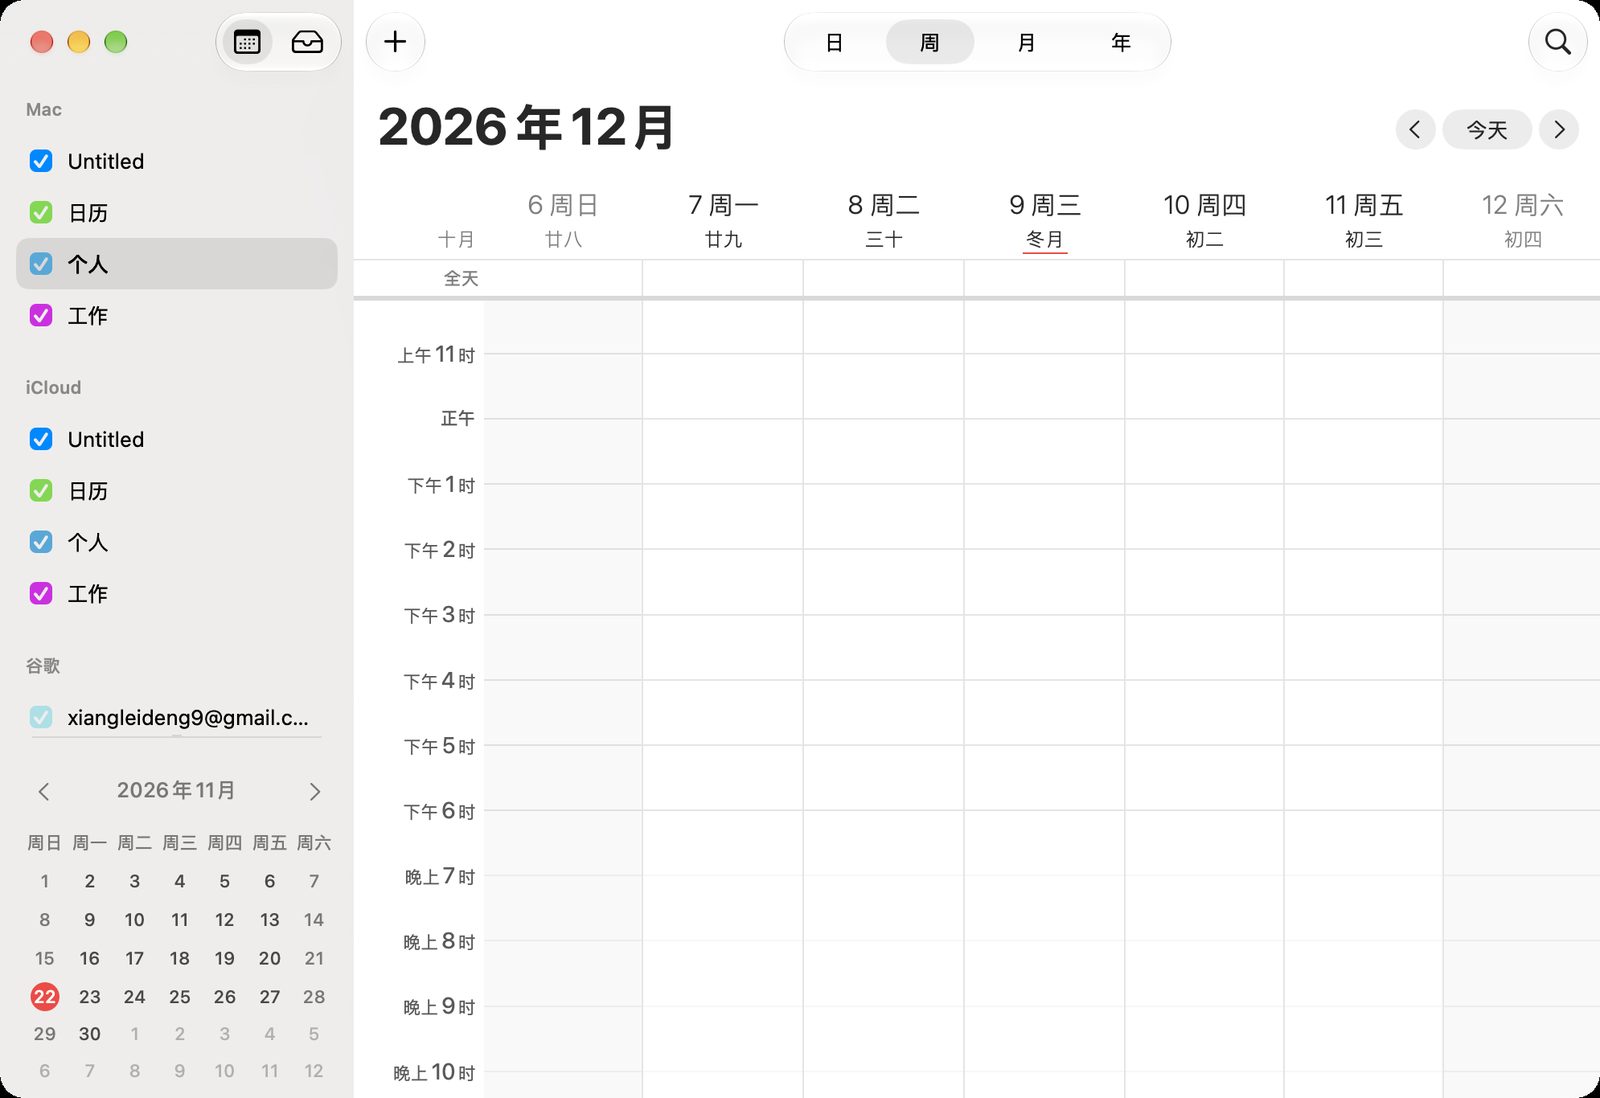 日 周 月 年
Mac
Untitled
日历
个人
工作
iCloud
Untitled
日历
个人
工作
谷歌
xiangleideng9@gmail.c...
2026年11月
周日 周一 周二 周三 周四 周五 周六
1 2 3 4 5 6 7
8 9 10 11 12 13 14
15 16 17 18 19 20 21
22 23 24 25 26 27 28
29 30 1 2 3 4 5
6 7 8 9 10 11 12
2026年12月
今天
6 周日 7 周一 8 周二 9 周三 10 周四 11 周五 12 周六
十月 廿八 廿九 三十 冬月 初二 初三 初四
全天
上午11时
正午
下午1时
下午2时
下午3时
下午4时
下午5时
下午6时
晚上7时
晚上8时
晚上9时
晚上10时